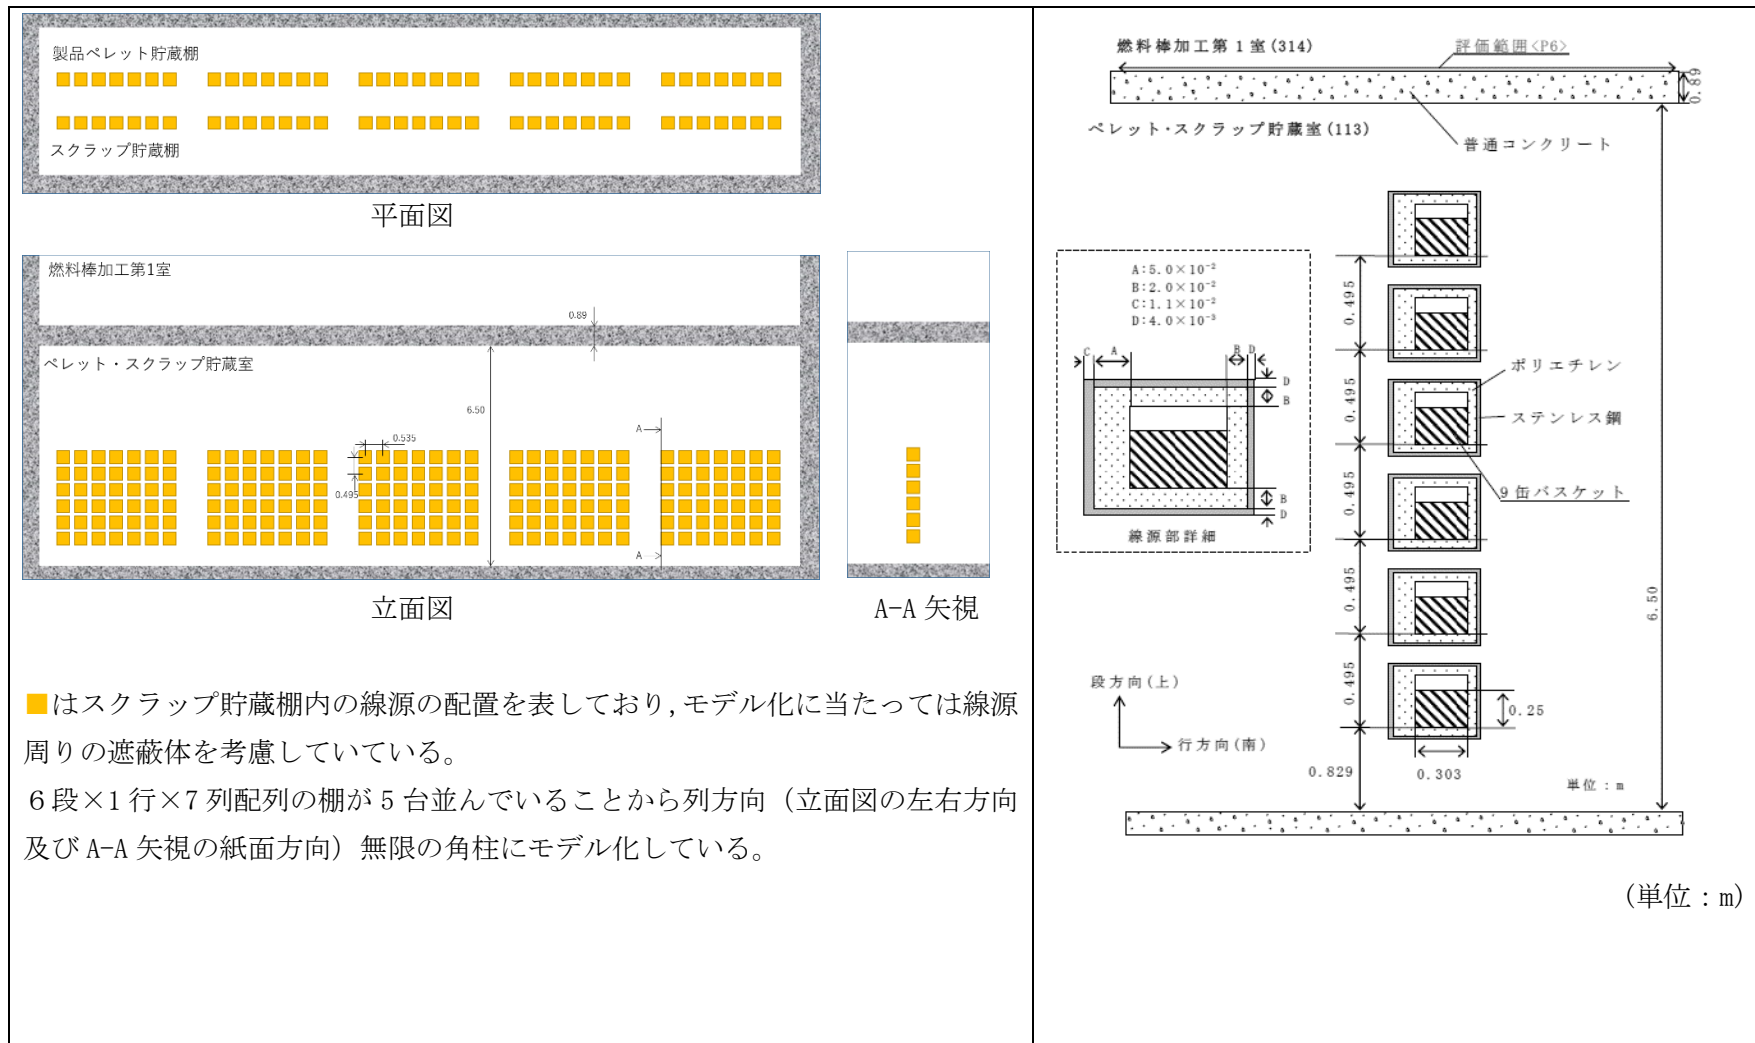 製品ペレット貯蔵棚
スクラップ貯蔵棚
平面図
燃料棒加工第1室
0.89
ペレット・スクラップ貯蔵室
6.50
A
0.535
0.495
A
立面図
A-A 矢視
■はスクラップ貯蔵棚内の線源の配置を表しており,モデル化に当たっては線源
周りの遮蔽体を考慮していている。
６段×1行×7列配列の棚が5台並んでいることから列方向（立面図の左右方向
及びA-A矢視の紙面方向）無限の角柱にモデル化している。
燃料棒加工第1室(314)
評価範囲<P6>
0.89
ペレット・スクラップ貯蔵室(113)
普通コンクリート
A:5.0×10⁻²
B:2.0×10⁻²
C:1.1×10⁻²
D:4.0×10⁻³
C A B D
D
B
B
D
線源部詳細
0.495
0.495
0.495
0.495
0.495
ポリエチレン
ステンレス鋼
9缶バスケット
6.50
段方向(上)
行方向(南)
0.25
0.829
0.303
単位：m
(単位：m)